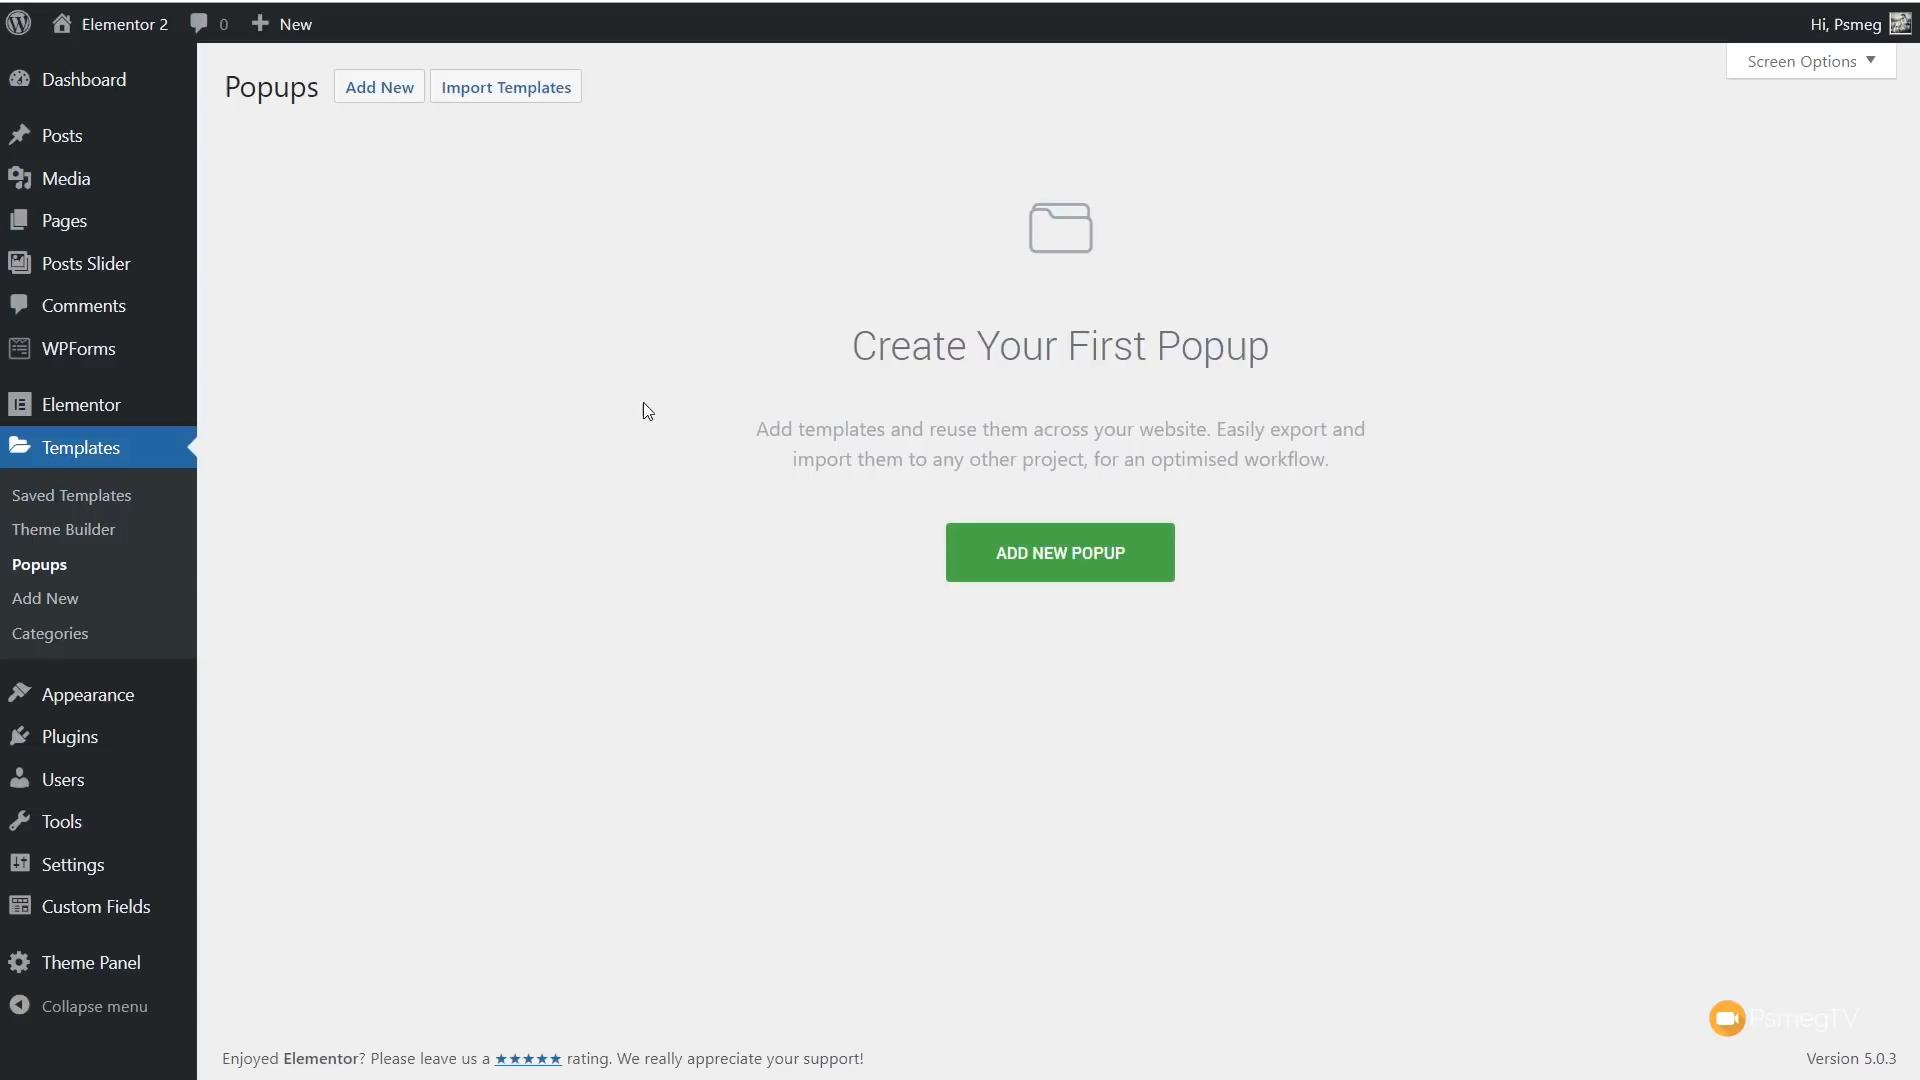 Elementor 2
0
New
Hi, Psmeg
Screen Options
Popups
Add New
Import Templates
Dashboard
Posts
Media
Pages
Posts Slider
Comments
WPForms
Elementor
Templates
Saved Templates
Theme Builder
Popups
Add New
Categories
Appearance
Plugins
Users
Tools
Settings
Custom Fields
Theme Panel
Collapse menu
Create Your First Popup
Add templates and reuse them across your website. Easily export and
import them to any other project, for an optimised workflow.
ADD NEW POPUP
PsmegTV
Enjoyed Elementor? Please leave us a ★★★★★ rating. We really appreciate your support!
Version 5.0.3